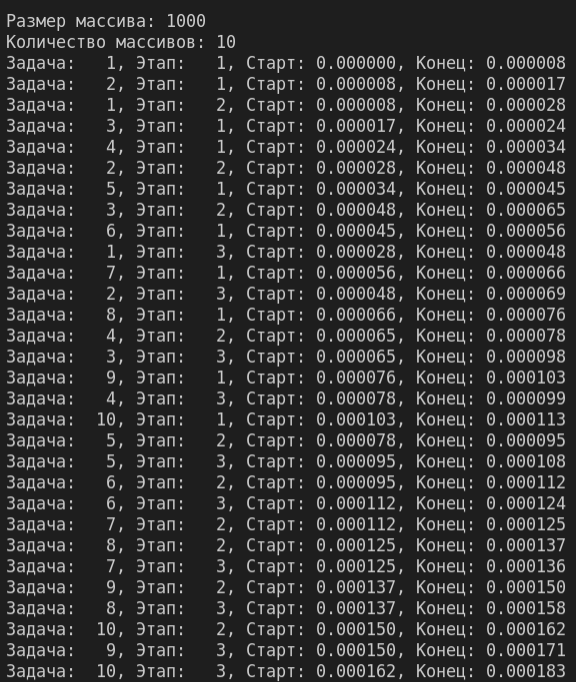 Размер массива: 1000
Количество массивов: 10
Задача:   1, Этап:   1, Старт: 0.000000, Конец: 0.000008
Задача:   2, Этап:   1, Старт: 0.000008, Конец: 0.000017
Задача:   1, Этап:   2, Старт: 0.000008, Конец: 0.000028
Задача:   3, Этап:   1, Старт: 0.000017, Конец: 0.000024
Задача:   4, Этап:   1, Старт: 0.000024, Конец: 0.000034
Задача:   2, Этап:   2, Старт: 0.000028, Конец: 0.000048
Задача:   5, Этап:   1, Старт: 0.000034, Конец: 0.000045
Задача:   3, Этап:   2, Старт: 0.000048, Конец: 0.000065
Задача:   6, Этап:   1, Старт: 0.000045, Конец: 0.000056
Задача:   1, Этап:   3, Старт: 0.000028, Конец: 0.000048
Задача:   7, Этап:   1, Старт: 0.000056, Конец: 0.000066
Задача:   2, Этап:   3, Старт: 0.000048, Конец: 0.000069
Задача:   8, Этап:   1, Старт: 0.000066, Конец: 0.000076
Задача:   4, Этап:   2, Старт: 0.000065, Конец: 0.000078
Задача:   3, Этап:   3, Старт: 0.000065, Конец: 0.000098
Задача:   9, Этап:   1, Старт: 0.000076, Конец: 0.000103
Задача:   4, Этап:   3, Старт: 0.000078, Конец: 0.000099
Задача:  10, Этап:   1, Старт: 0.000103, Конец: 0.000113
Задача:   5, Этап:   2, Старт: 0.000078, Конец: 0.000095
Задача:   5, Этап:   3, Старт: 0.000095, Конец: 0.000108
Задача:   6, Этап:   2, Старт: 0.000095, Конец: 0.000112
Задача:   6, Этап:   3, Старт: 0.000112, Конец: 0.000124
Задача:   7, Этап:   2, Старт: 0.000112, Конец: 0.000125
Задача:   8, Этап:   2, Старт: 0.000125, Конец: 0.000137
Задача:   7, Этап:   3, Старт: 0.000125, Конец: 0.000136
Задача:   9, Этап:   2, Старт: 0.000137, Конец: 0.000150
Задача:   8, Этап:   3, Старт: 0.000137, Конец: 0.000158
Задача:  10, Этап:   2, Старт: 0.000150, Конец: 0.000162
Задача:   9, Этап:   3, Старт: 0.000150, Конец: 0.000171
Задача:  10, Этап:   3, Старт: 0.000162, Конец: 0.000183